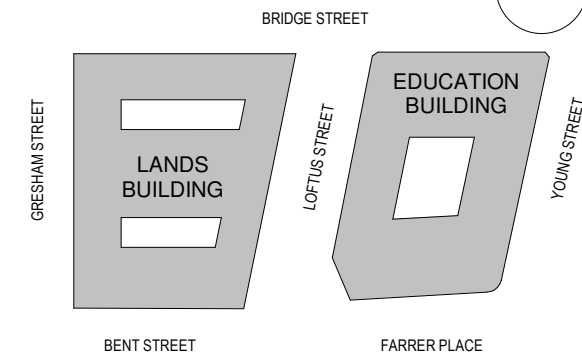 BRIDGE STREET
GRESHAM STREET
LANDS
BUILDING
LOFTUS STREET
EDUCATION
BUILDING
YOUNG STREET
BENT STREET
FARRER PLACE